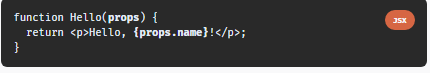 function Hello(props) {
JSX
  return <p>Hello, {props.name}!</p>;
}